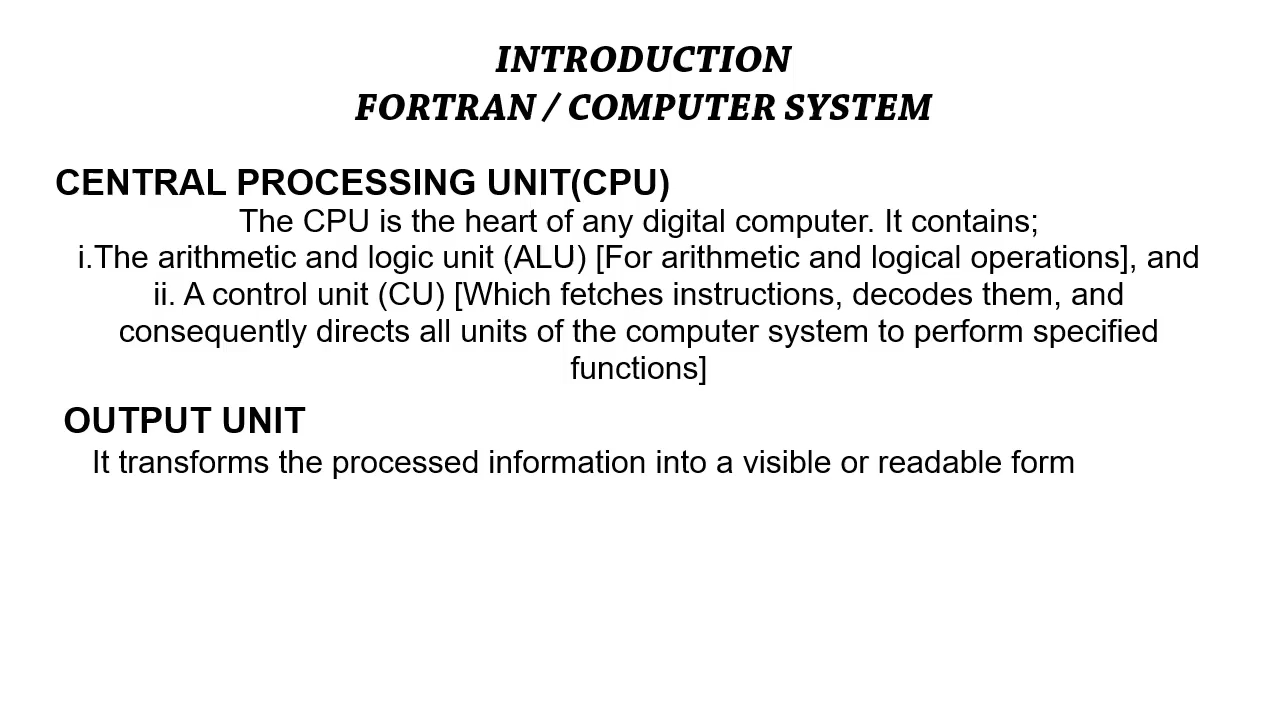 INTRODUCTION
FORTRAN / COMPUTER SYSTEM
CENTRAL PROCESSING UNIT(CPU)
The CPU is the heart of any digital computer. It contains;
i.The arithmetic and logic unit (ALU) [For arithmetic and logical operations], and
ii. A control unit (CU) [Which fetches instructions, decodes them, and
consequently directs all units of the computer system to perform specified
functions]
OUTPUT UNIT
It transforms the processed information into a visible or readable form